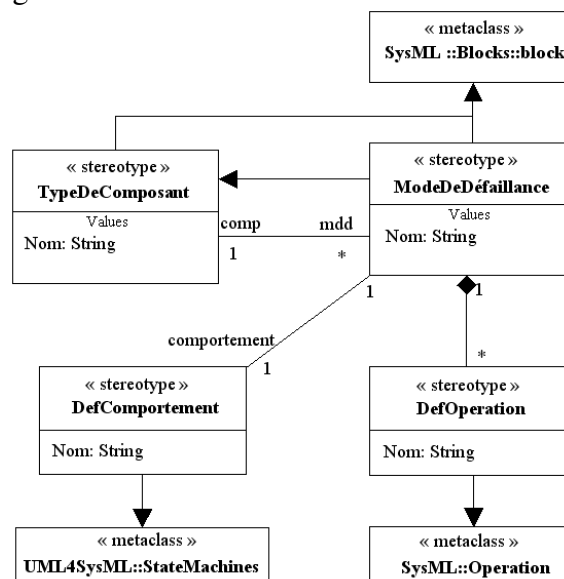 « metaclass »
SysML ::Blocks::block
« stereotype »
TypeDeComposant
Values
Nom: String
« stereotype »
ModeDeDéfaillance
Values
Nom: String
comp
mdd
1
*
1
1
comportement
1
*
« stereotype »
DefComportement
Nom: String
« stereotype »
DefOperation
Nom: String
« metaclass »
UML4SysML::StateMachines
« metaclass »
SysML::Operation